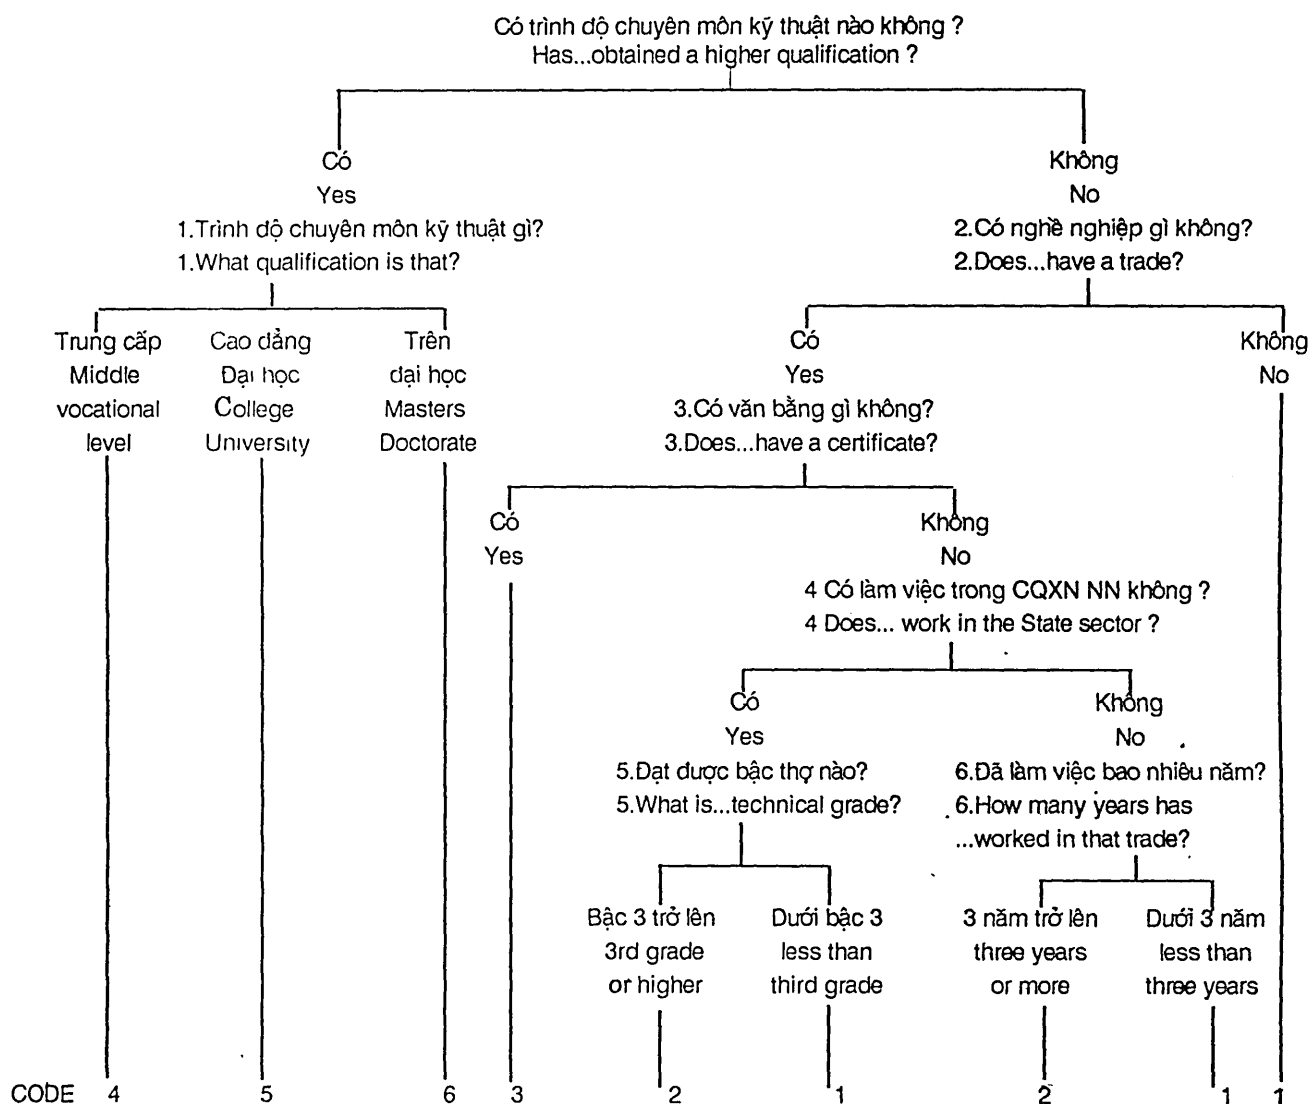 Có trình độ chuyên môn kỹ thuật nào không ?
Has...obtained a higher qualification ?
Có
Yes
1.Trình độ chuyên môn kỹ thuật gì?
1.What qualification is that?
Không
No
2.Có nghề nghiệp gì không?
2.Does...have a trade?
Trung cấp
Middle
vocational
level
Cao đẳng
Đại học
College
University
Trên
đại học
Masters
Doctorate
Có
Yes
3.Có văn bằng gì không?
3.Does...have a certificate?
Không
No
Có
Yes
Không
No
4 Có làm việc trong CQXN NN không ?
4 Does... work in the State sector ?
Có
Yes
5.Đạt được bậc thợ nào?
5.What is...technical grade?
Không
No
6.Đã làm việc bao nhiêu năm?
6.How many years has
...worked in that trade?
Bậc 3 trở lên
3rd grade
or higher
Dưới bậc 3
less than
third grade
3 năm trở lên
three years
or more
Dưới 3 năm
less than
three years
CODE 4 5 6 3 2 1 2 1 1